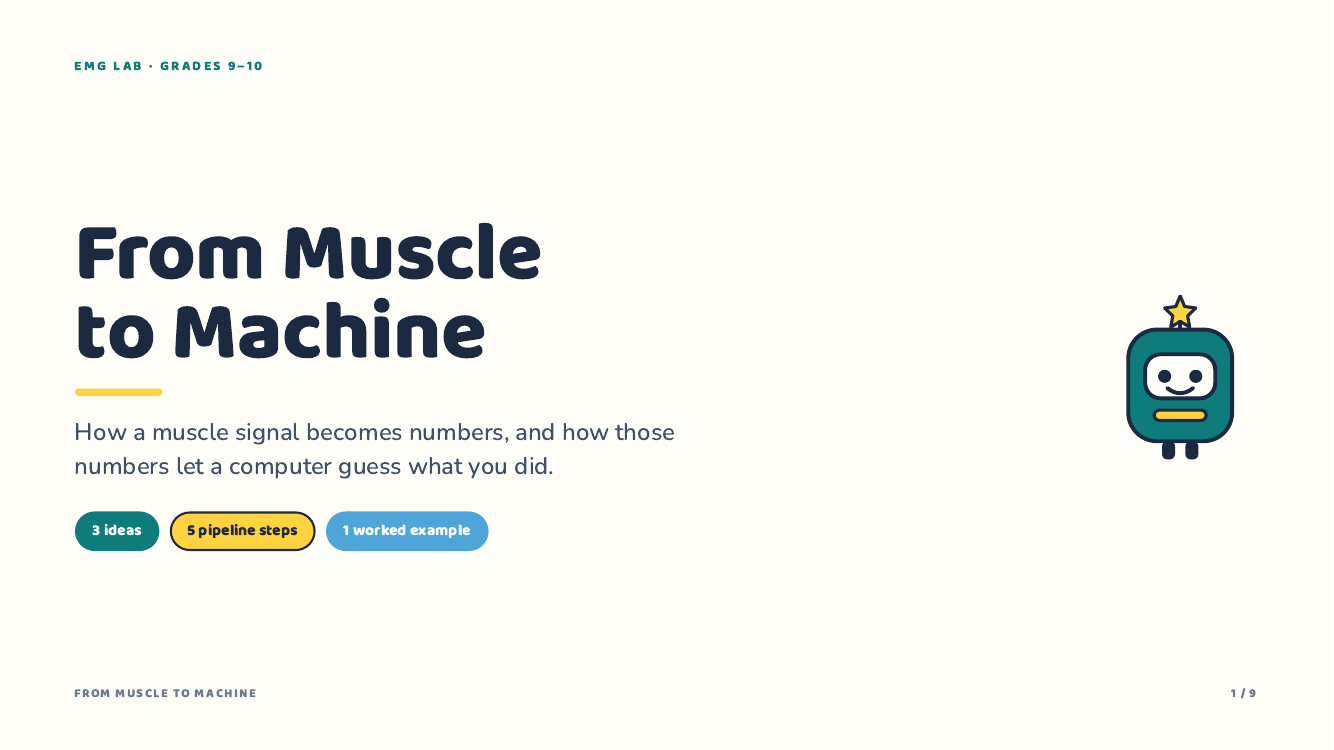 EMG LAB · GRADES 9–10
From Muscle
to Machine
How a muscle signal becomes numbers, and how those
numbers let a computer guess what you did.
3 ideas
5 pipeline steps
1 worked example
FROM MUSCLE TO MACHINE
1 / 9